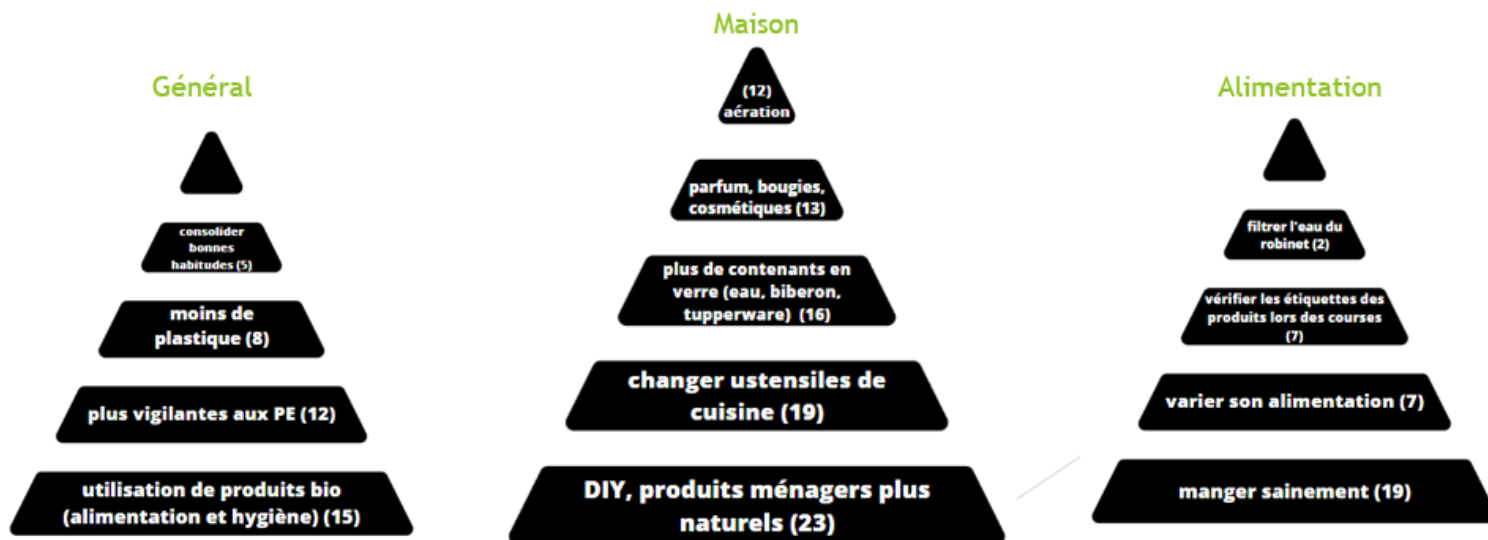 Général
consolider
bonnes
habitudes (5)
moins de
plastique (8)
plus vigilantes aux PE (12)
utilisation de produits bio
(alimentation et hygiène) (15)
Maison
(12)
aération
parfum, bougies,
cosmétiques (13)
plus de contenants en
verre (eau, biberon,
tupperware) (16)
changer ustensiles de
cuisine (19)
DIY, produits ménagers plus
naturels (23)
Alimentation
filtrer l'eau du
robinet (2)
vérifier les étiquettes des
produits lors des courses
(7)
varier son alimentation (7)
manger sainement (19)